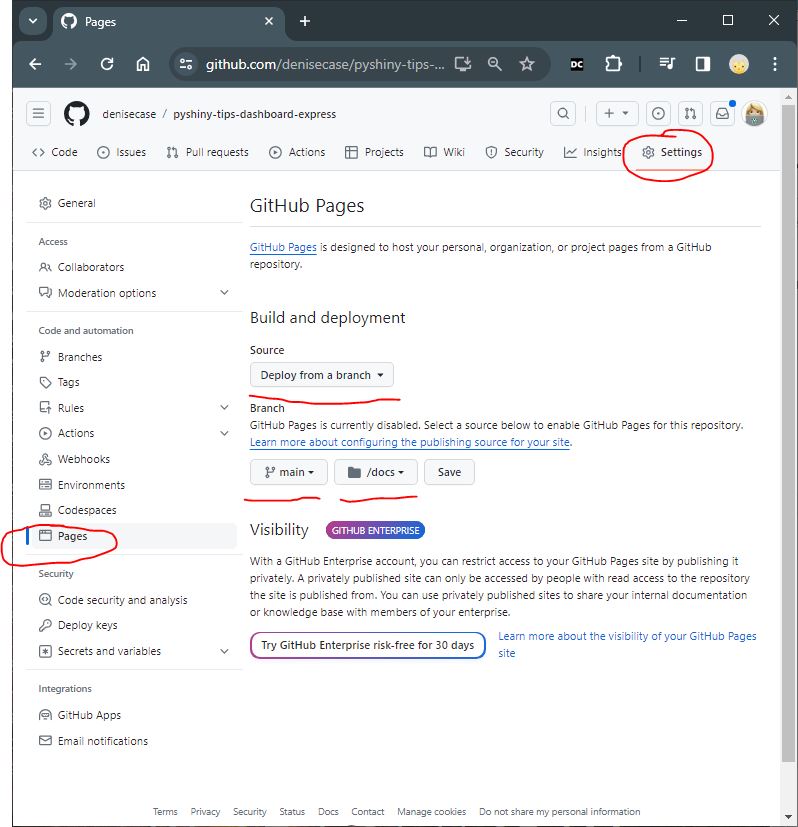 Pages
github.com/denisecase/pyshiny-tips-...
DC
denisecase / pyshiny-tips-dashboard-express
Code Issues Pull requests Actions Projects Wiki Security Insights Settings
General
Access
Collaborators
Moderation options
Code and automation
Branches
Tags
Rules
Actions
Webhooks
Environments
Codespaces
Pages
Security
Code security and analysis
Deploy keys
Secrets and variables
Integrations
GitHub Apps
Email notifications
GitHub Pages
GitHub Pages is designed to host your personal, organization, or project pages from a GitHub
repository.
Build and deployment
Source
Deploy from a branch
Branch
GitHub Pages is currently disabled. Select a source below to enable GitHub Pages for this repository.
Learn more about configuring the publishing source for your site.
main /docs Save
Visibility GITHUB ENTERPRISE
With a GitHub Enterprise account, you can restrict access to your GitHub Pages site by publishing it
privately. A privately published site can only be accessed by people with read access to the repository
the site is published from. You can use privately published sites to share your internal documentation
or knowledge base with members of your enterprise.
Try GitHub Enterprise risk-free for 30 days
Learn more about the visibility of your GitHub Pages
site
Terms Privacy Security Status Docs Contact Manage cookies Do not share my personal information